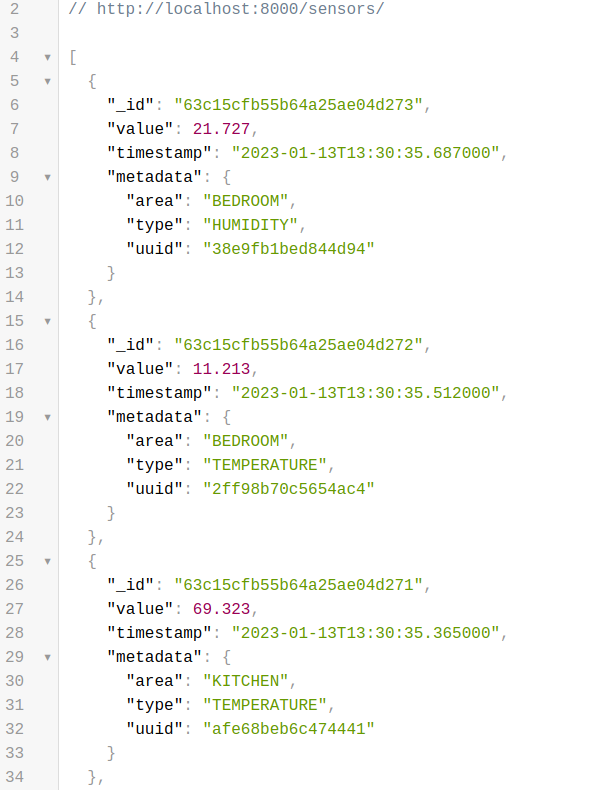 2 // http://localhost:8000/sensors/
3
4 ▼ [
5 ▼ {
6 "_id": "63c15cfb55b64a25ae04d273",
7 "value": 21.727,
8 "timestamp": "2023-01-13T13:30:35.687000",
9 ▼ "metadata": {
10 "area": "BEDROOM",
11 "type": "HUMIDITY",
12 "uuid": "38e9fb1bed844d94"
13 }
14 },
15 ▼ {
16 "_id": "63c15cfb55b64a25ae04d272",
17 "value": 11.213,
18 "timestamp": "2023-01-13T13:30:35.512000",
19 ▼ "metadata": {
20 "area": "BEDROOM",
21 "type": "TEMPERATURE",
22 "uuid": "2ff98b70c5654ac4"
23 }
24 },
25 ▼ {
26 "_id": "63c15cfb55b64a25ae04d271",
27 "value": 69.323,
28 "timestamp": "2023-01-13T13:30:35.365000",
29 ▼ "metadata": {
30 "area": "KITCHEN",
31 "type": "TEMPERATURE",
32 "uuid": "afe68beb6c474441"
33 }
34 },